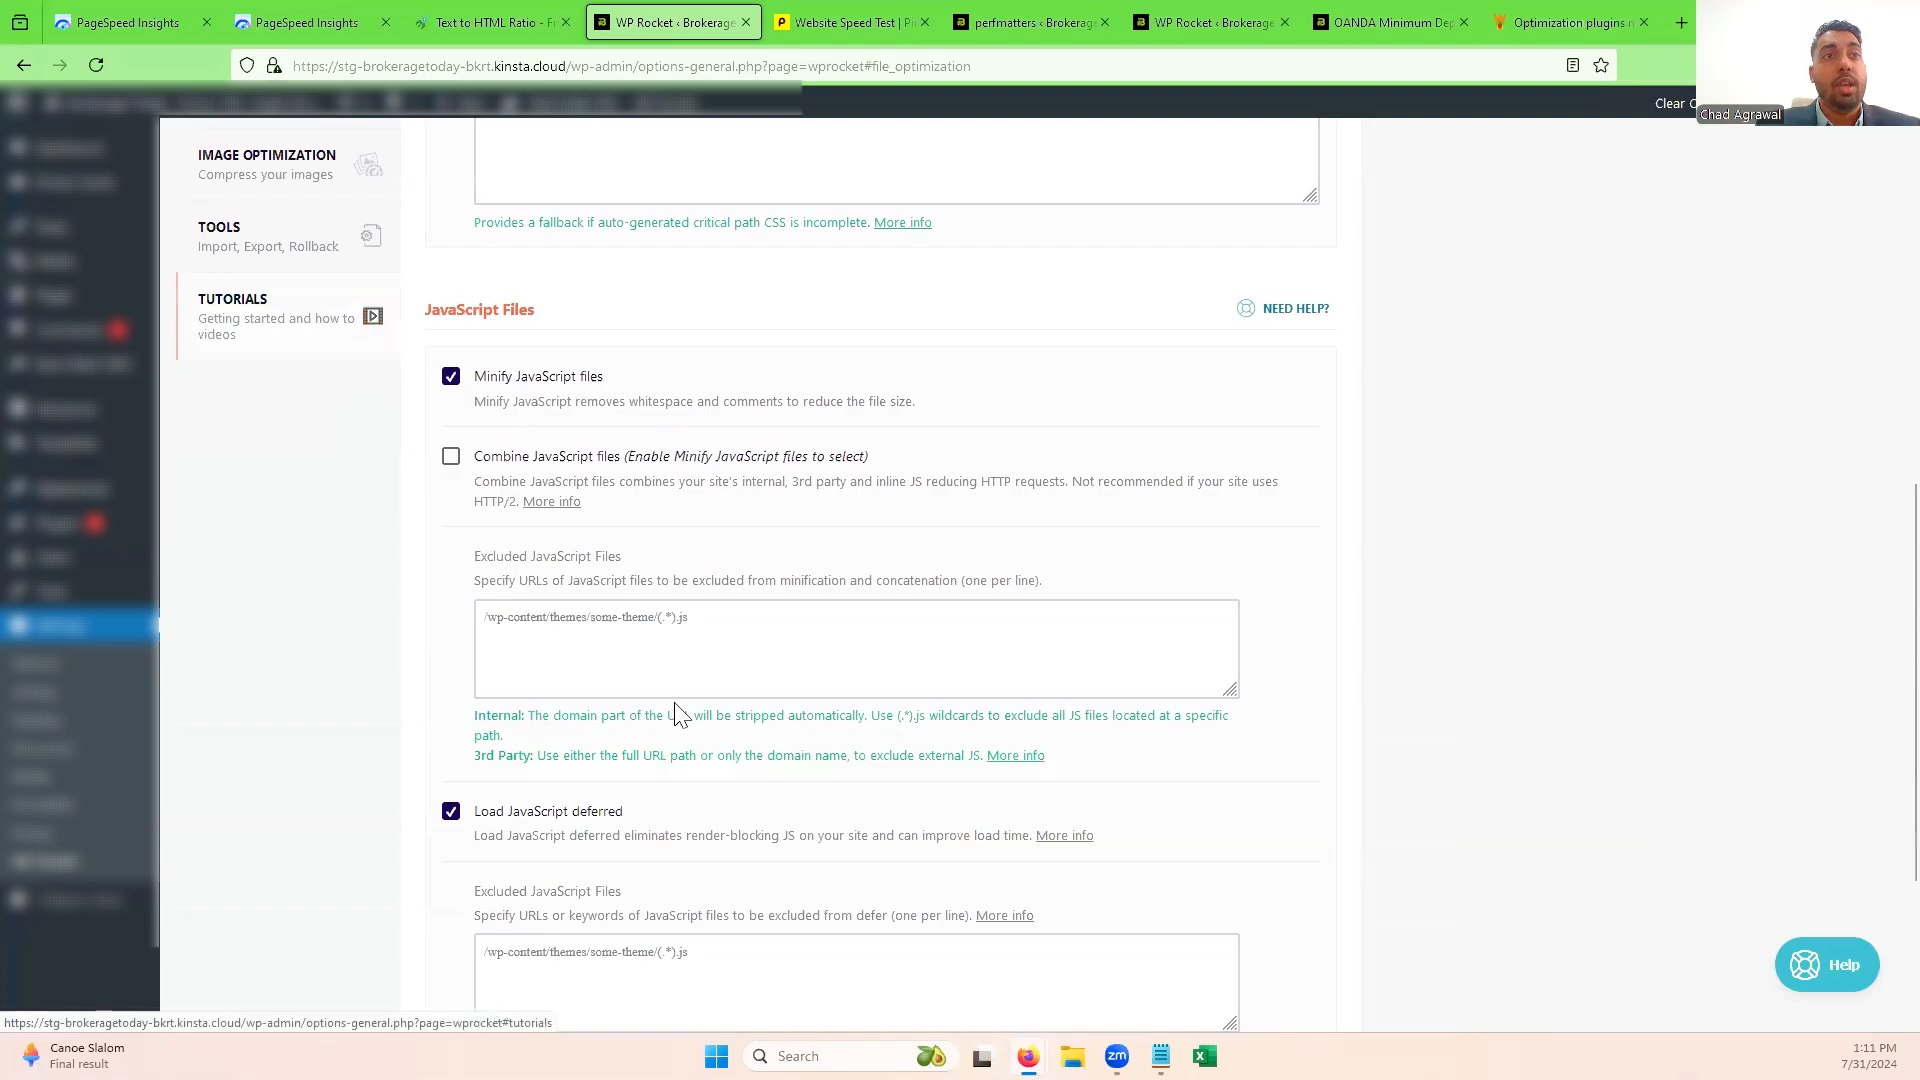 PageSpeed Insights
PageSpeed Insights
Text to HTML Ratio - Fr
WP Rocket ‹ Brokerage
Website Speed Test | Pi
perfmatters ‹ Brokerage
WP Rocket ‹ Brokerage
OANDA Minimum Dep
Optimization plugins n
https://stg-brokeragetoday-bkrt.kinsta.cloud/wp-admin/options-general.php?page=wprocket#file_optimization
Clear C
Chad Agrawal
IMAGE OPTIMIZATION
Compress your images
TOOLS
Import, Export, Rollback
TUTORIALS
Getting started and how to
videos
Provides a fallback if auto-generated critical path CSS is incomplete. More info
JavaScript Files
NEED HELP?
Minify JavaScript files
Minify JavaScript removes whitespace and comments to reduce the file size.
Combine JavaScript files (Enable Minify JavaScript files to select)
Combine JavaScript files combines your site's internal, 3rd party and inline JS reducing HTTP requests. Not recommended if your site uses
HTTP/2. More info
Excluded JavaScript Files
Specify URLs of JavaScript files to be excluded from minification and concatenation (one per line).
/wp-content/themes/some-theme/(.*).js
Internal: The domain part of the will be stripped automatically. Use (.*).js wildcards to exclude all JS files located at a specific
path.
3rd Party: Use either the full URL path or only the domain name, to exclude external JS. More info
Load JavaScript deferred
Load JavaScript deferred eliminates render-blocking JS on your site and can improve load time. More info
Excluded JavaScript Files
Specify URLs or keywords of JavaScript files to be excluded from defer (one per line). More info
/wp-content/themes/some-theme/(.*).js
Help
https://stg-brokeragetoday-bkrt.kinsta.cloud/wp-admin/options-general.php?page=wprocket#tutorials
Canoe Slalom
Final result
Search
zm
1:11 PM
7/31/2024